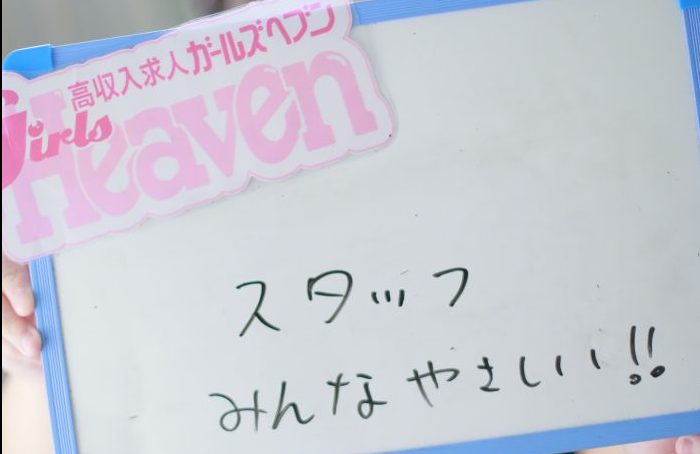 高収入求人ガールズヘブン
Girls
Heaven
スタッフ
みんなやさしい!!